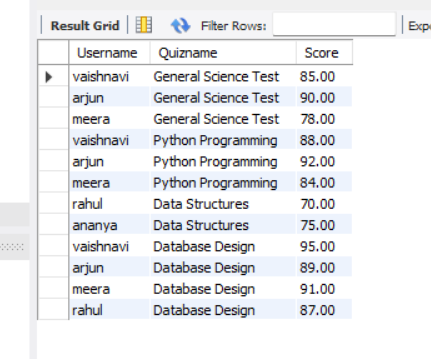 Result Grid Filter Rows: Expo
Username Quizname Score
vaishnavi General Science Test 85.00
arjun General Science Test 90.00
meera General Science Test 78.00
vaishnavi Python Programming 88.00
arjun Python Programming 92.00
meera Python Programming 84.00
rahul Data Structures 70.00
ananya Data Structures 75.00
vaishnavi Database Design 95.00
arjun Database Design 89.00
meera Database Design 91.00
rahul Database Design 87.00